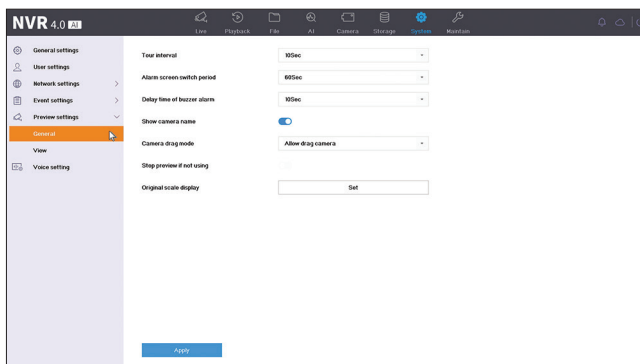 NVR 4.0 AI
Live Playback File AI Camera Storage System Maintain
General settings
User settings
Network settings
Event settings
Preview settings
General
View
Voice setting
Tour interval 10Sec
Alarm screen switch period 60Sec
Delay time of buzzer alarm 10Sec
Show camera name
Camera drag mode Allow drag camera
Stop preview if not using
Original scale display Set
Apply